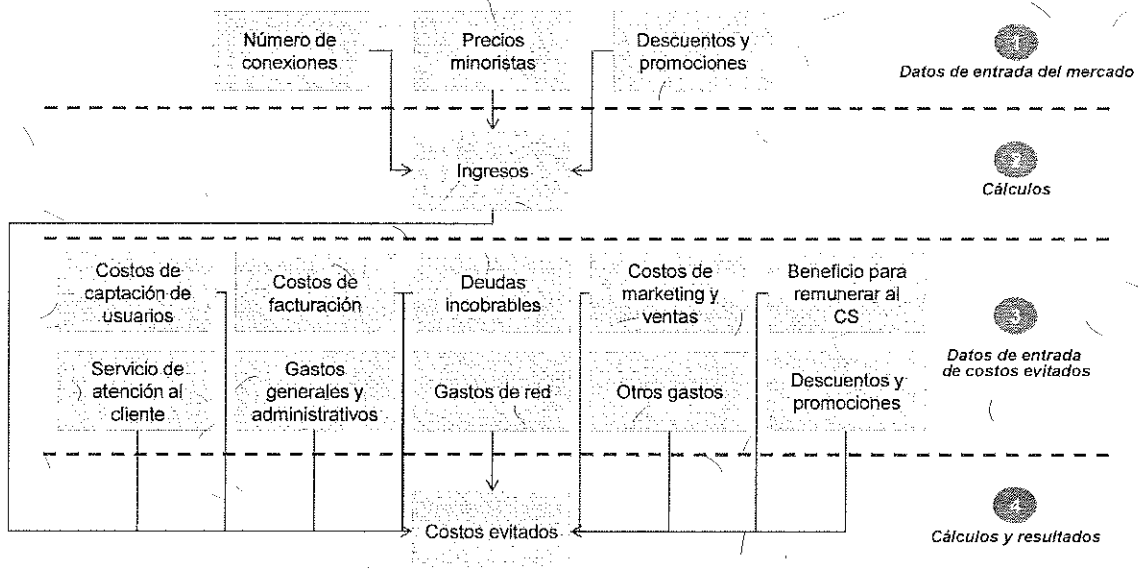 Número de
conexiones
Precios
minoristas
Descuentos y
promociones
1
Datos de entrada del mercado
Ingresos
2
Cálculos
Costos de
captación de
usuarios
Costos de
facturación
Deudas
incobrables
Costos de
marketing y
ventas
Beneficio para
remunerar al
CS
3
Datos de entrada
de costos evitados
Servicio de
atención al
cliente
Gastos
generales y
administrativos
Gastos de red
Otros gastos
Descuentos y
promociones
Costos evitados
4
Cálculos y resultados